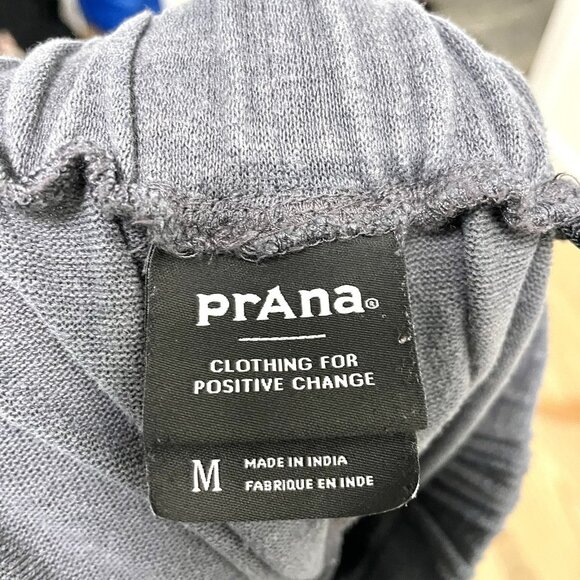 prAna®
CLOTHING FOR
POSITIVE CHANGE
M
MADE IN INDIA
FABRIQUE EN INDE